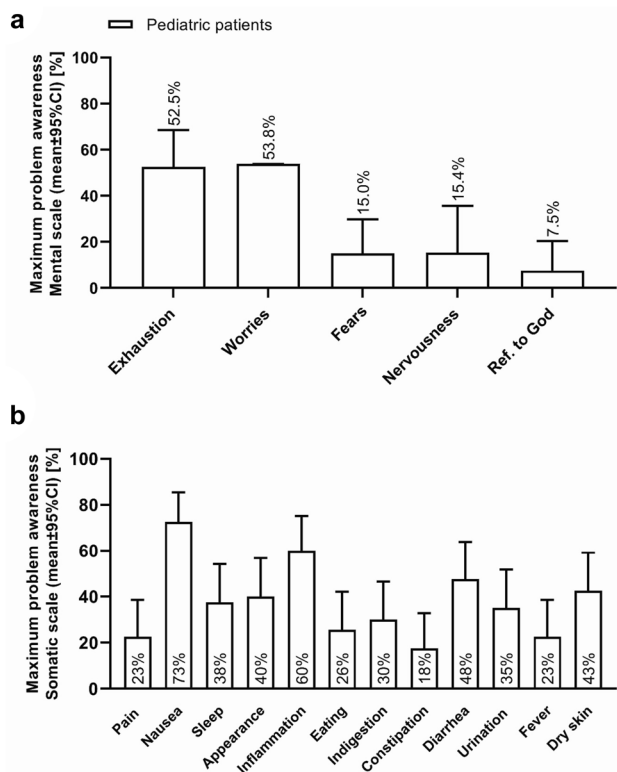 a
Pediatric patients
Maximum problem awareness
Mental scale (mean±95%CI) [%]
100
80
60
40
20
0
52.5%
53.8%
15.0%
15.4%
7.5%
Exhaustion
Worries
Fears
Nervousness
Ref. to God
b
Maximum problem awareness
Somatic scale (mean±95%CI) [%]
100
80
60
40
20
0
23%
73%
38%
40%
60%
26%
30%
18%
48%
35%
23%
43%
Pain
Nausea
Sleep
Appearance
Inflammation
Eating
Indigestion
Constipation
Diarrhea
Urination
Fever
Dry skin